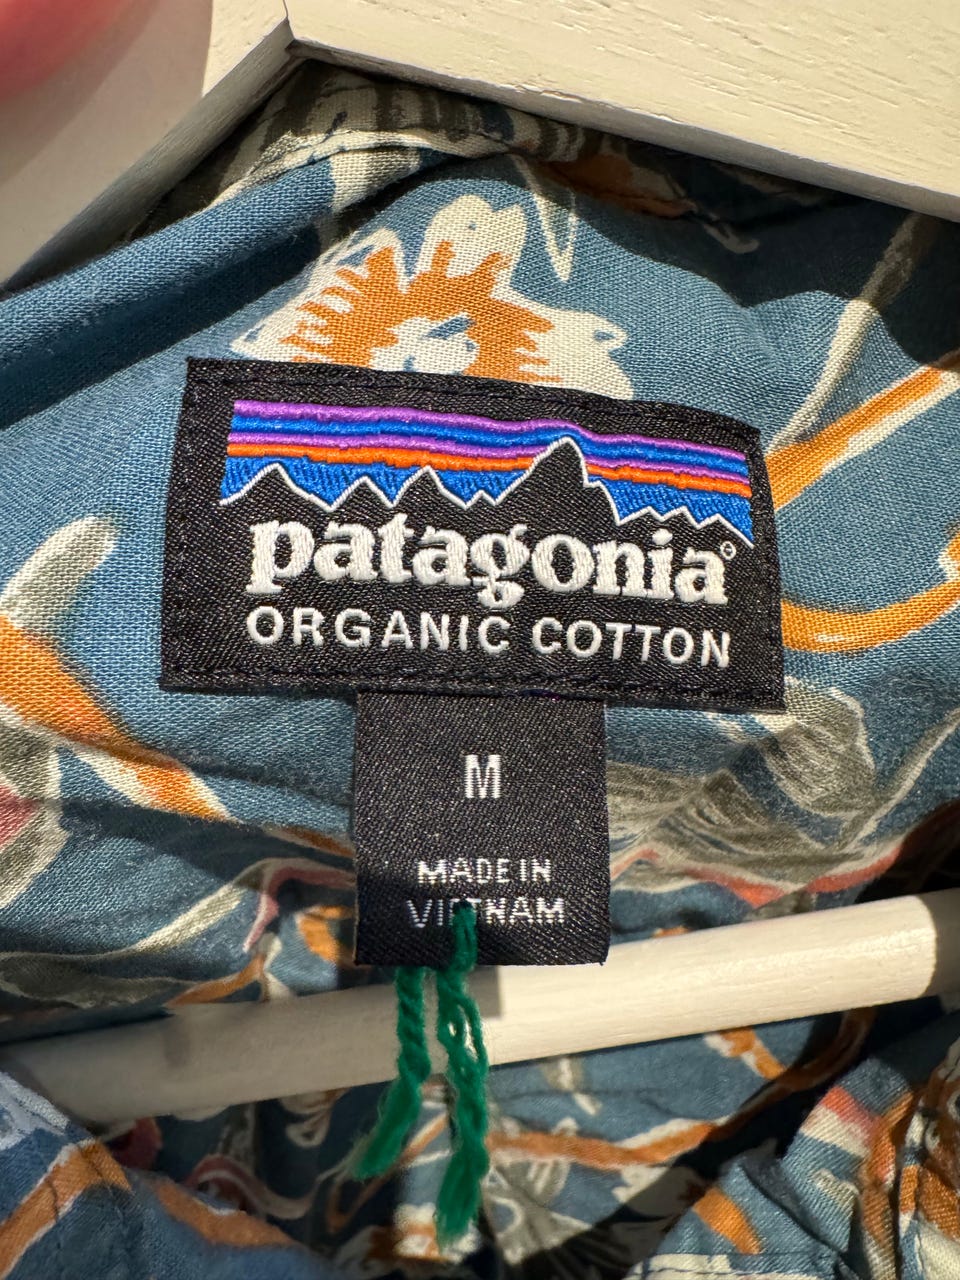 patagonia®
ORGANIC COTTON
M
MADE IN
VIETNAM